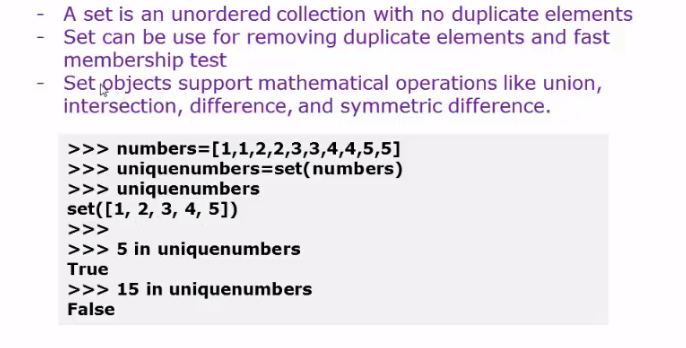 - A set is an unordered collection with no duplicate elements
- Set can be use for removing duplicate elements and fast
membership test
- Set objects support mathematical operations like union,
intersection, difference, and symmetric difference.
>>> numbers=[1,1,2,2,3,3,4,4,5,5]
>>> uniquenumbers=set(numbers)
>>> uniquenumbers
set([1, 2, 3, 4, 5])
>>>
>>> 5 in uniquenumbers
True
>>> 15 in uniquenumbers
False